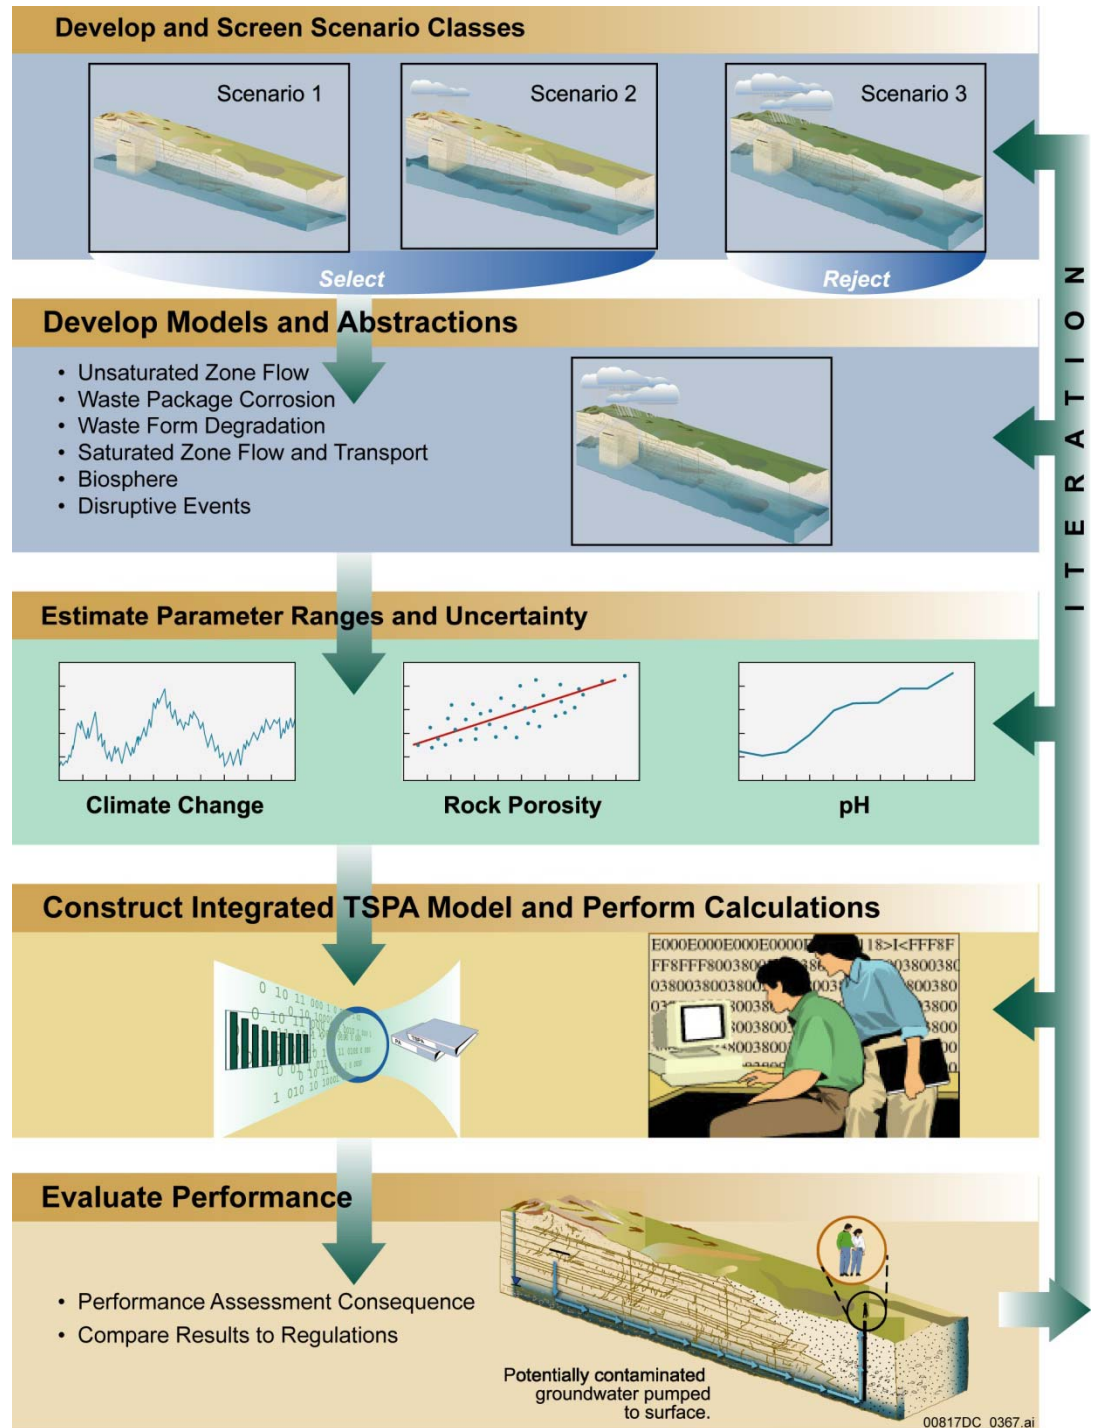 Develop and Screen Scenario Classes
Scenario 1
Scenario 2
Scenario 3
Select
Reject
Develop Models and Abstractions
• Unsaturated Zone Flow
• Waste Package Corrosion
• Waste Form Degradation
• Saturated Zone Flow and Transport
• Biosphere
• Disruptive Events
Estimate Parameter Ranges and Uncertainty
Climate Change
Rock Porosity
pH
Construct Integrated TSPA Model and Perform Calculations
PA
TSPA
Evaluate Performance
• Performance Assessment Consequence
• Compare Results to Regulations
Potentially contaminated
groundwater pumped
to surface.
ITERATION
00817DC_0367.ai